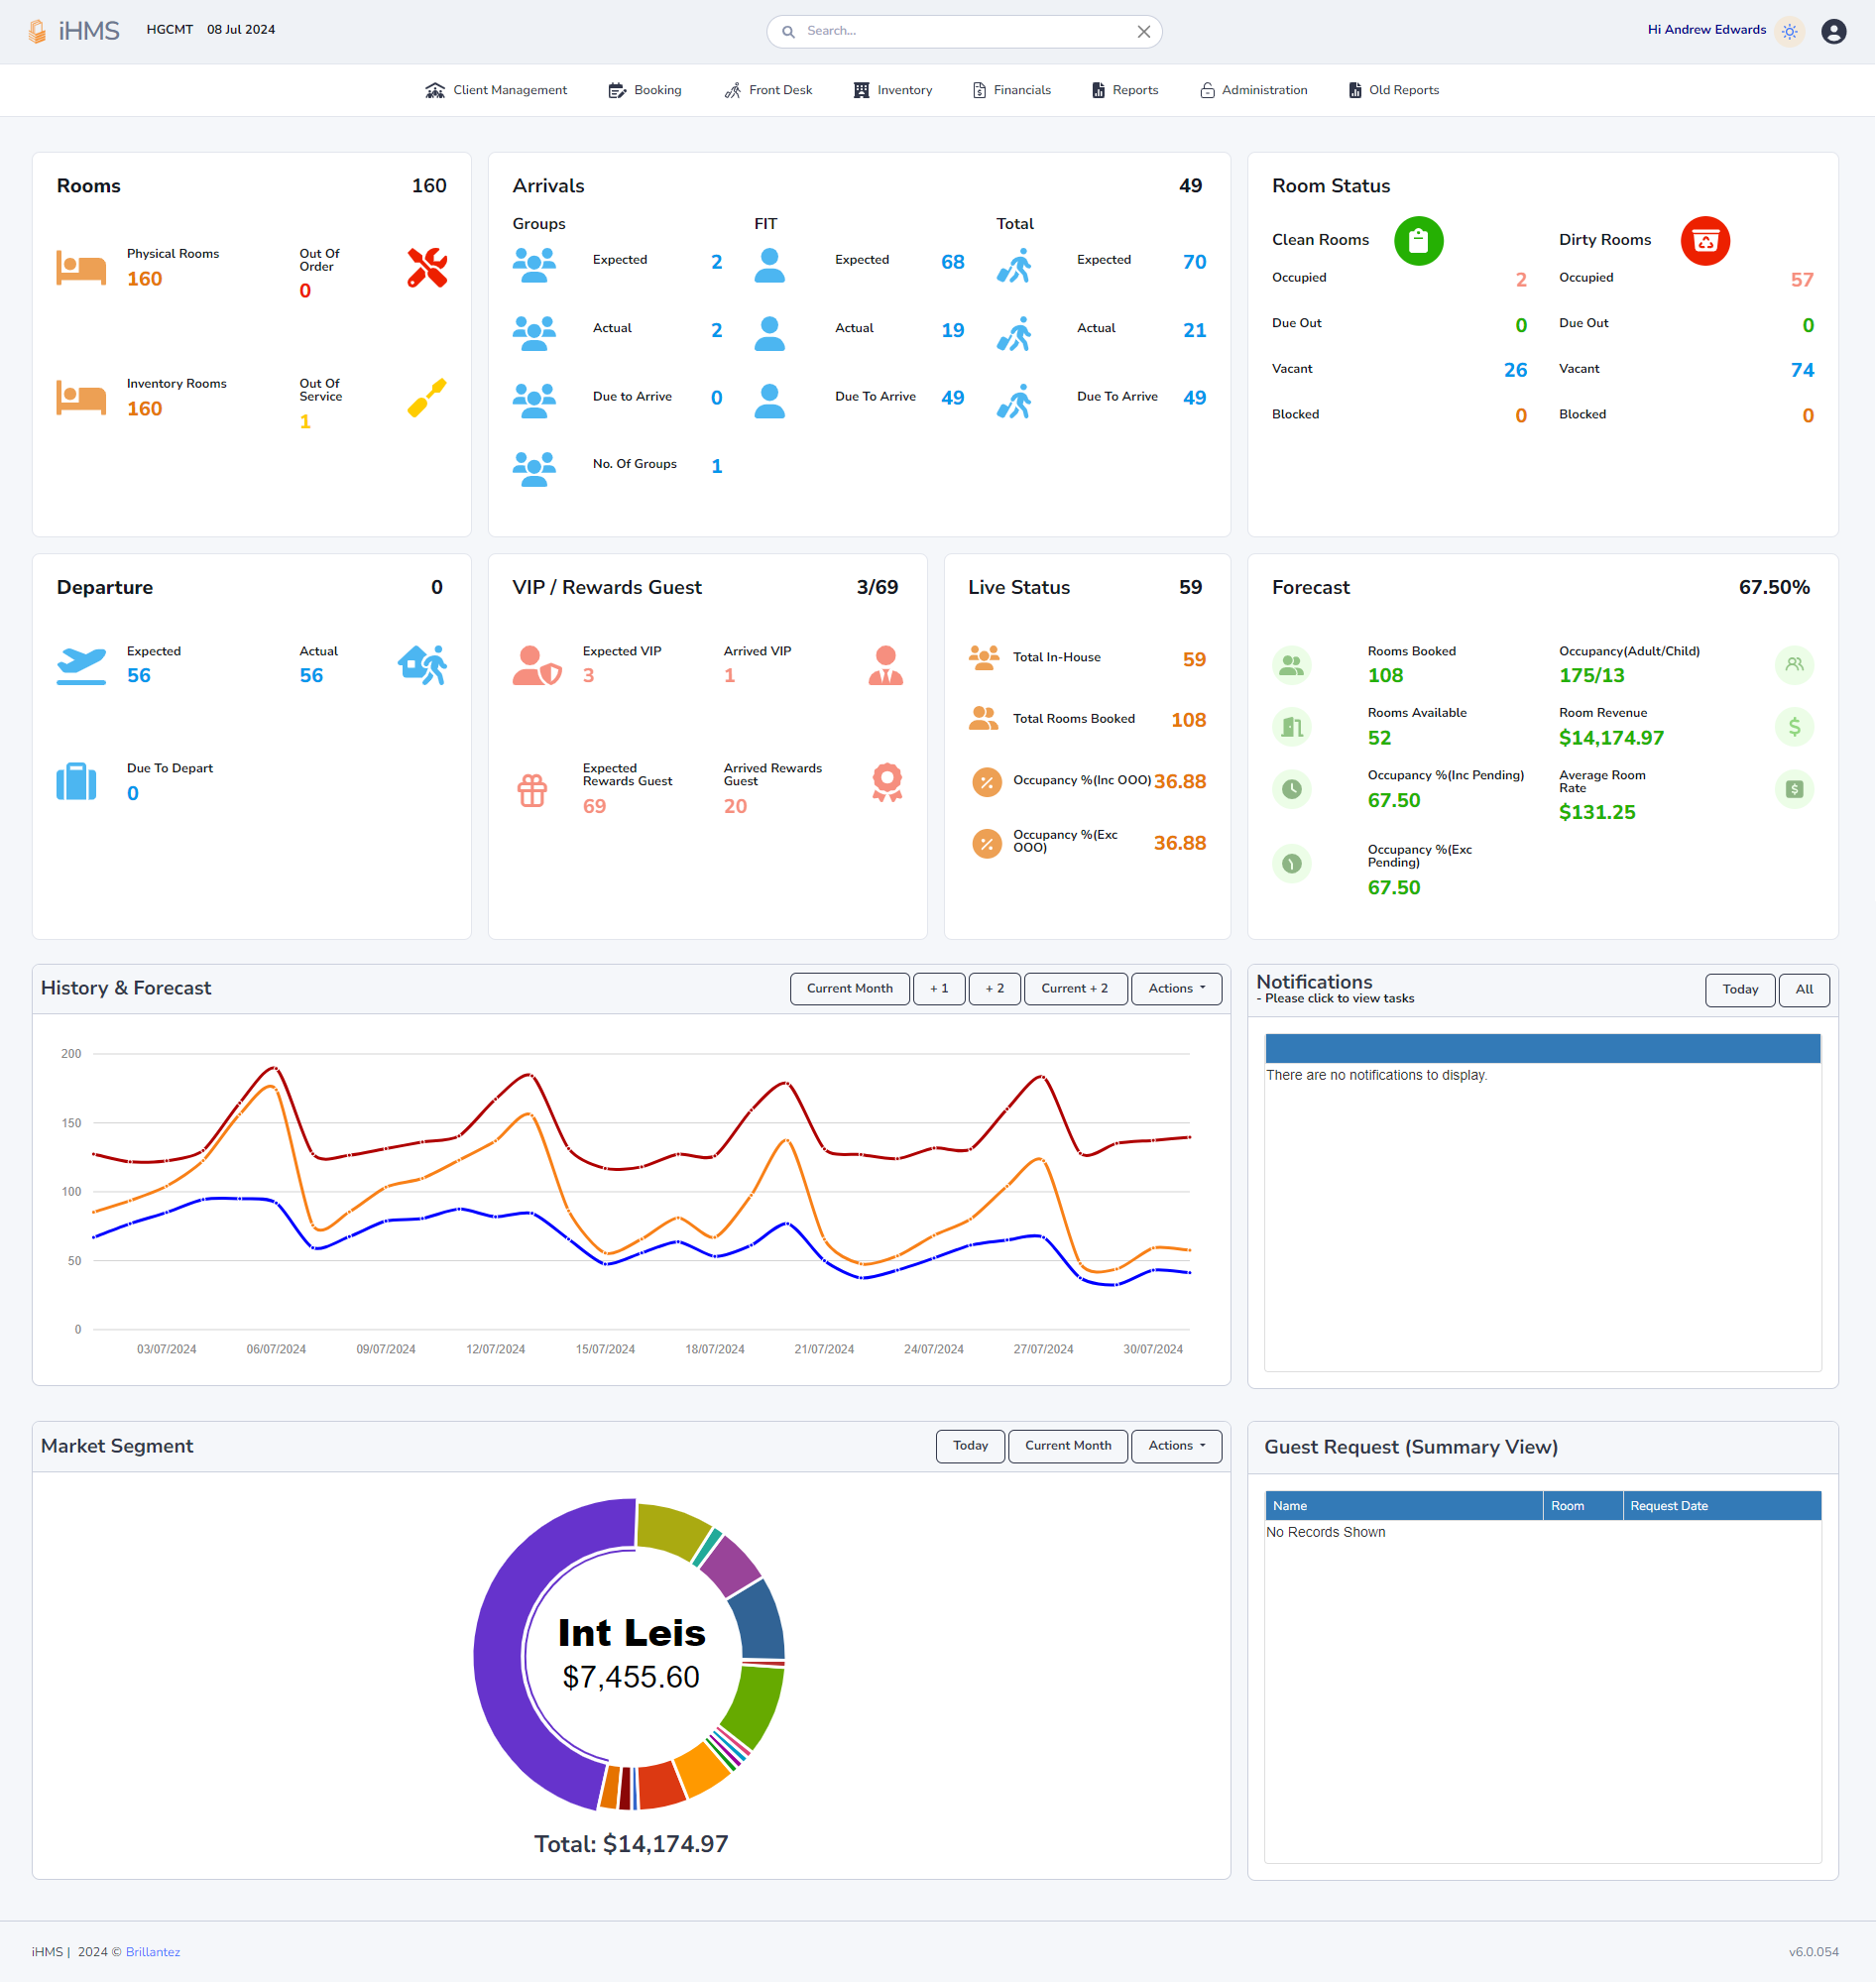 iHMS HGCMT 08 Jul 2024 Search... Hi Andrew Edwards
Client Management Booking Front Desk Inventory Financials Reports Administration Old Reports
Rooms 160
Physical Rooms
160
Out Of
Order
0
Inventory Rooms
160
Out Of
Service
1
Arrivals 49
Groups FIT Total
Expected 2 Expected 68 Expected 70
Actual 2 Actual 19 Actual 21
Due to Arrive 0 Due To Arrive 49 Due To Arrive 49
No. Of Groups 1
Room Status
Clean Rooms Dirty Rooms
Occupied 2 Occupied 57
Due Out 0 Due Out 0
Vacant 26 Vacant 74
Blocked 0 Blocked 0
Departure 0
Expected
56
Actual
56
Due To Depart
0
VIP / Rewards Guest 3/69
Expected VIP
3
Arrived VIP
1
Expected
Rewards Guest
69
Arrived Rewards
Guest
20
Live Status 59
Total In-House 59
Total Rooms Booked 108
Occupancy %(Inc OOO) 36.88
Occupancy %(Exc
OOO) 36.88
Forecast 67.50%
Rooms Booked
108
Occupancy(Adult/Child)
175/13
Rooms Available
52
Room Revenue
$14,174.97
Occupancy %(Inc Pending)
67.50
Average Room
Rate
$131.25
Occupancy %(Exc
Pending)
67.50
History & Forecast Current Month + 1 + 2 Current + 2 Actions
200
150
100
50
0
03/07/2024 06/07/2024 09/07/2024 12/07/2024 15/07/2024 18/07/2024 21/07/2024 24/07/2024 27/07/2024 30/07/2024
Notifications
- Please click to view tasks
Today All
There are no notifications to display.
Market Segment Today Current Month Actions
Int Leis
$7,455.60
Total: $14,174.97
Guest Request (Summary View)
Name Room Request Date
No Records Shown
iHMS | 2024 © Brillantez v6.0.054